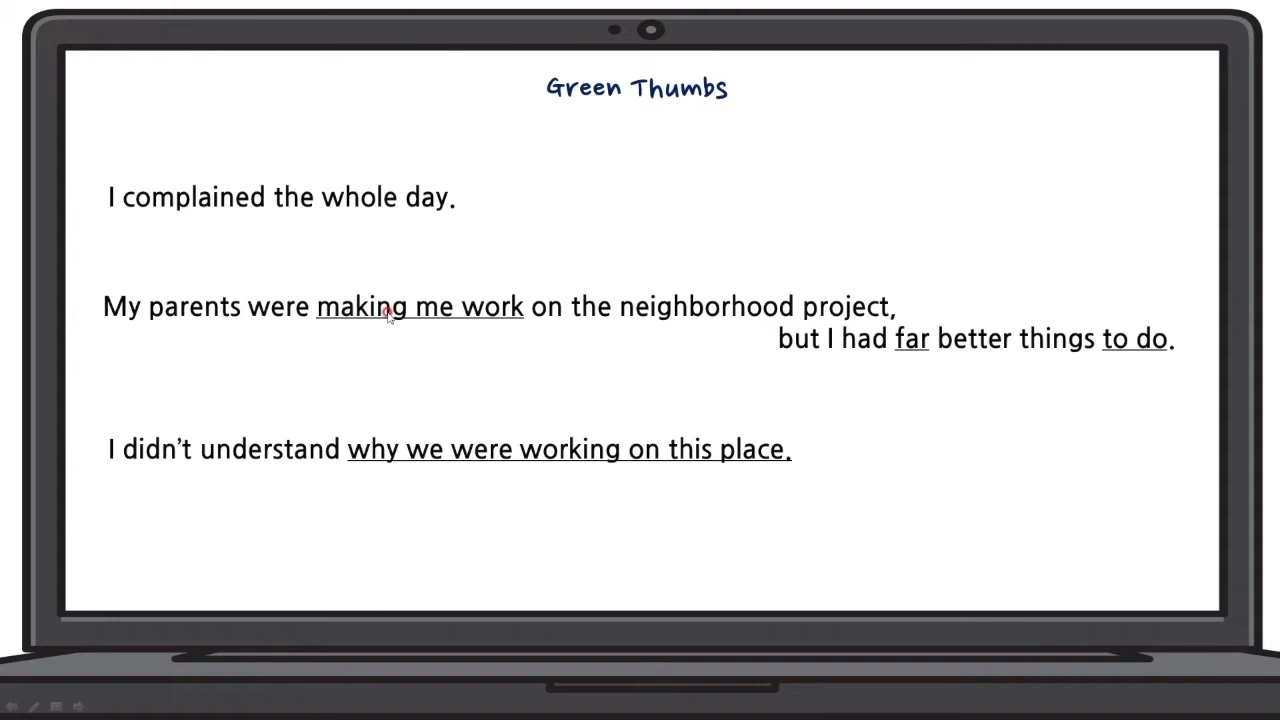 Green Thumbs
I complained the whole day.
My parents were making me work on the neighborhood project,
but I had far better things to do.
I didn’t understand why we were working on this place.